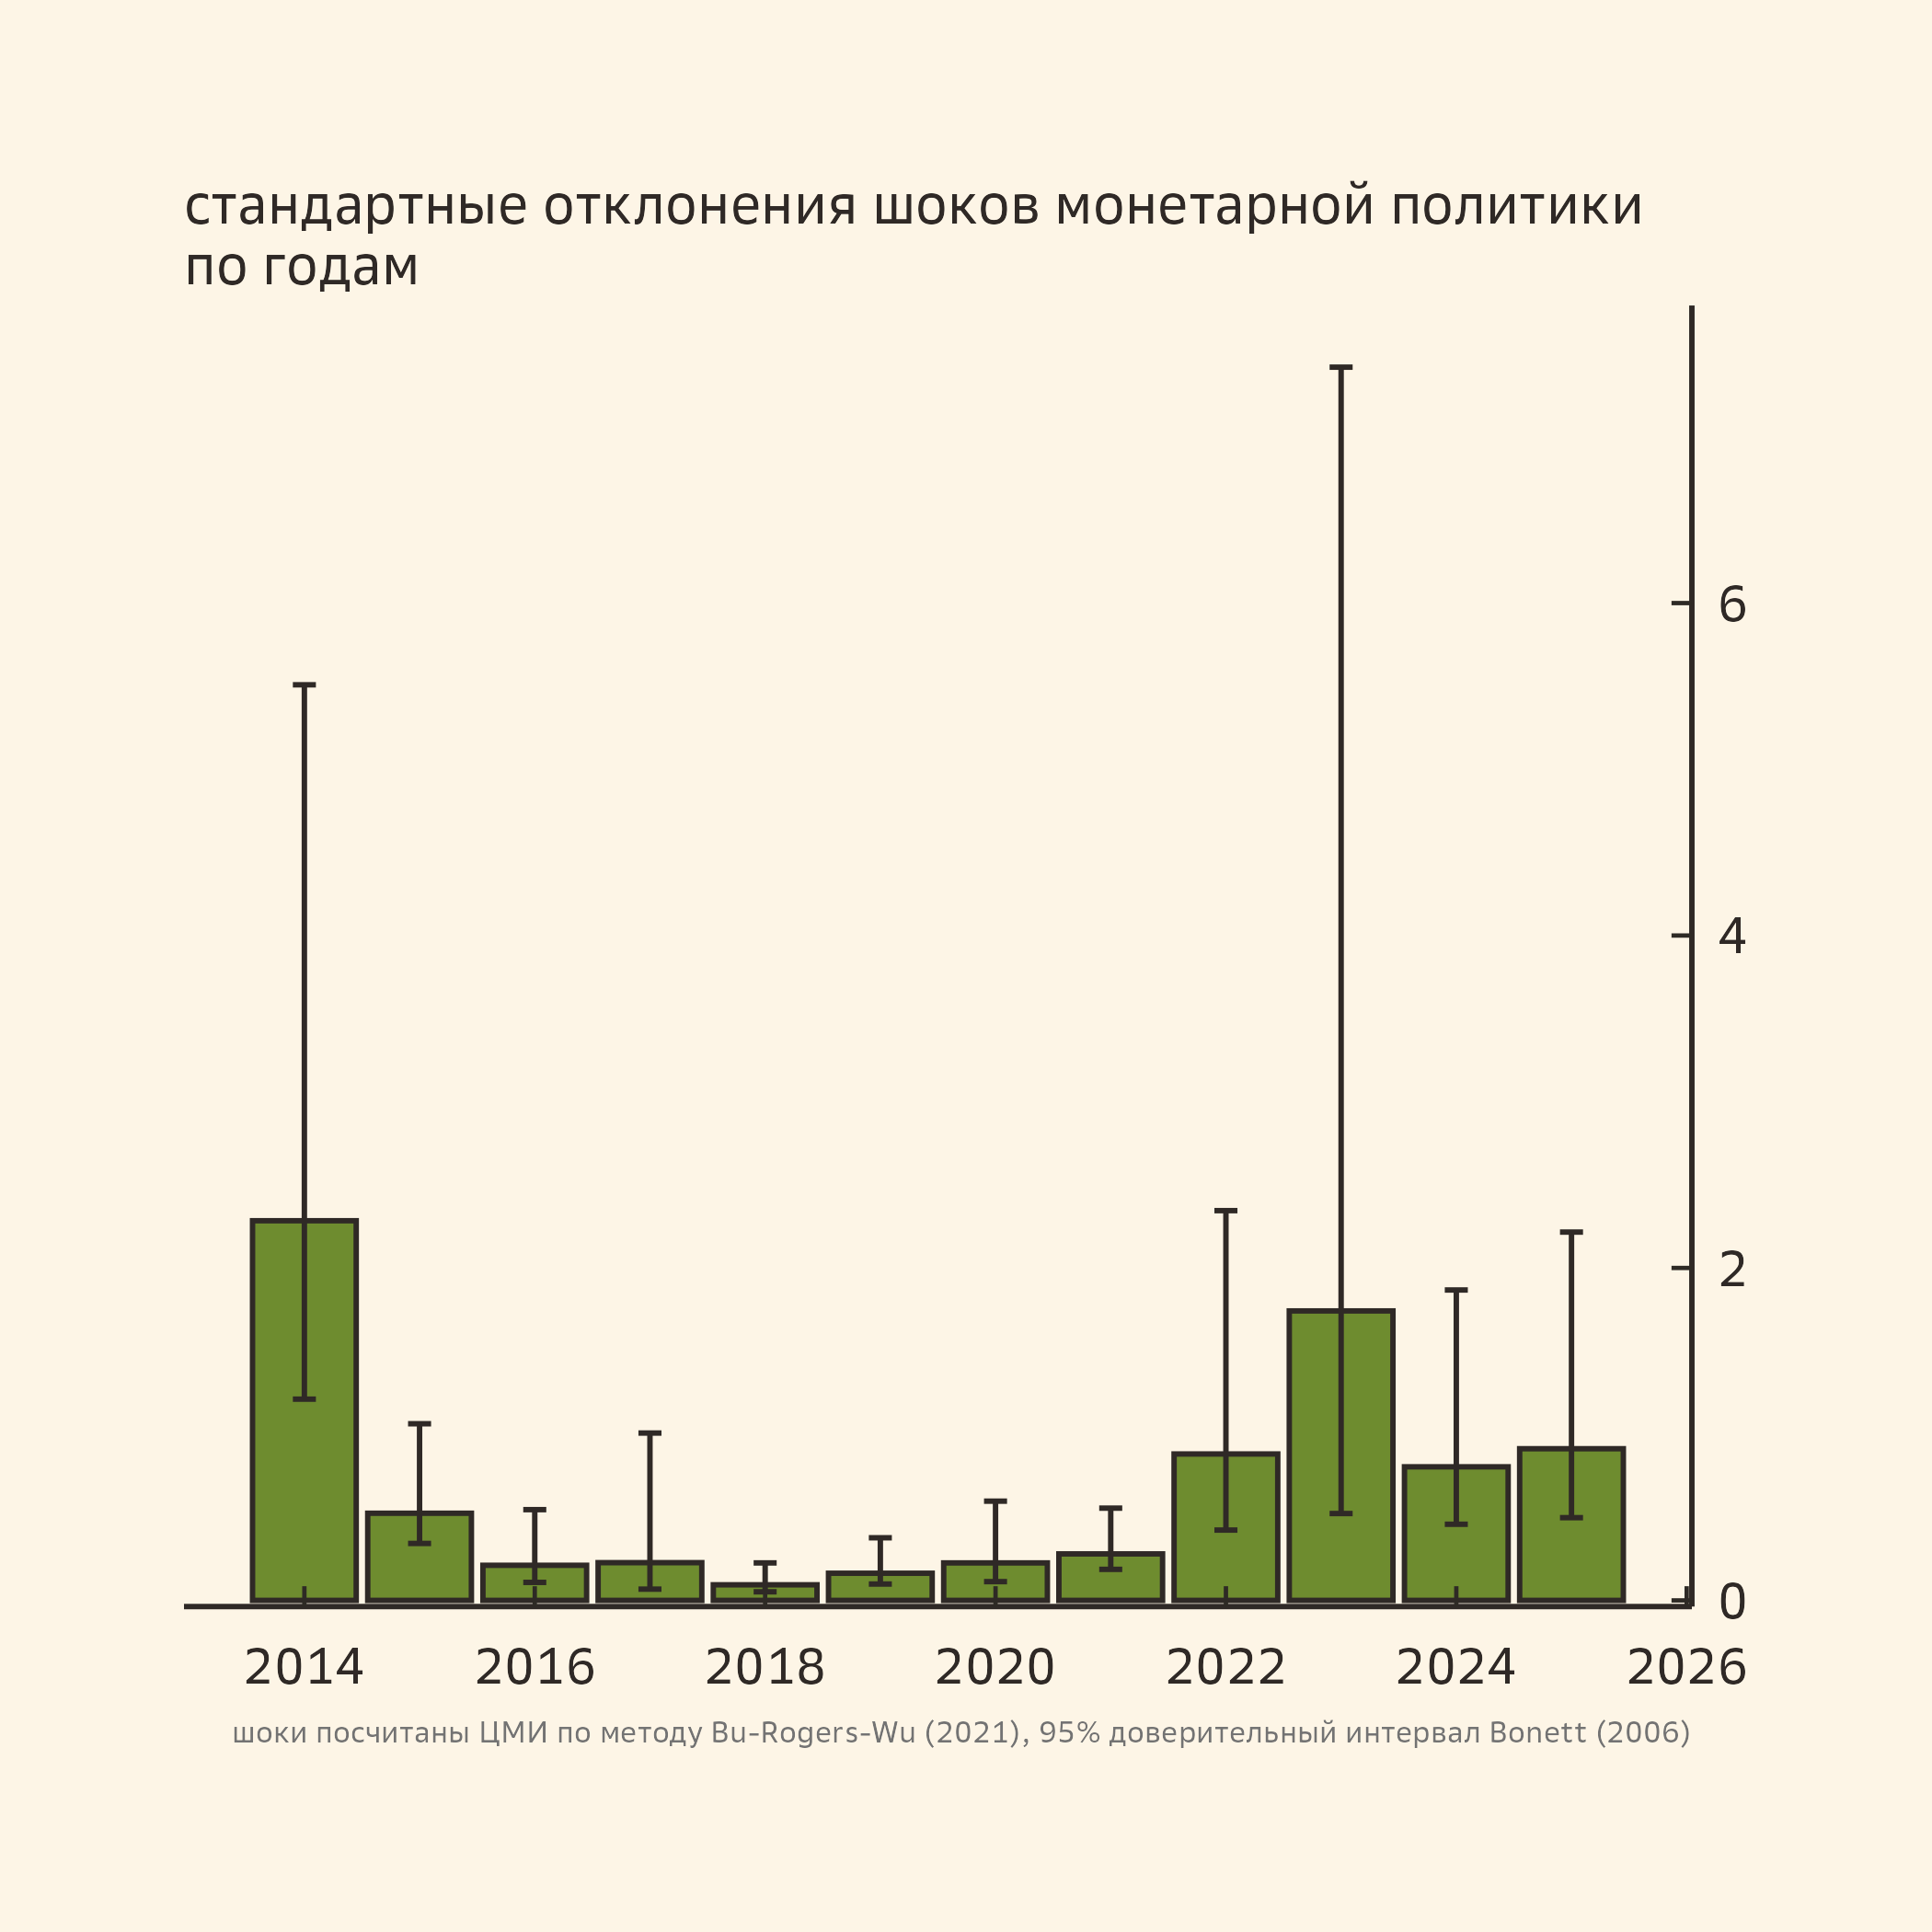 стандартные отклонения шоков монетарной политики
по годам
6
4
2
0
2014 2016 2018 2020 2022 2024 2026
шоки посчитаны ЦМИ по методу Bu-Rogers-Wu (2021), 95% доверительный интервал Bonett (2006)